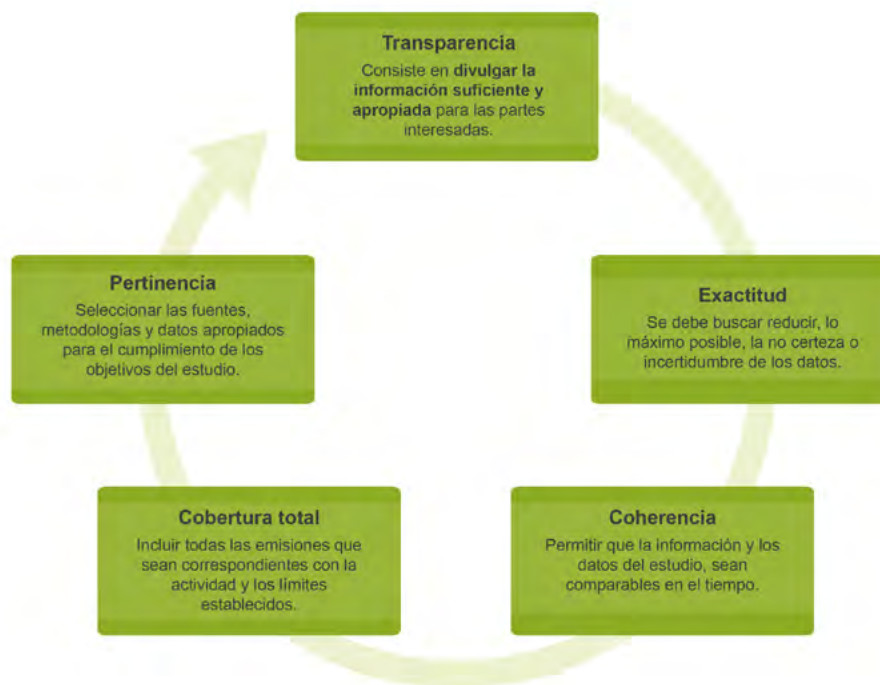 Transparencia
Consiste en divulgar la
información suficiente y
apropiada para las partes
interesadas.
Exactitud
Se debe buscar reducir, lo
máximo posible, la no certeza o
incertidumbre de los datos.
Coherencia
Permitir que la información y los
datos del estudio, sean
comparables en el tiempo.
Cobertura total
Incluir todas las emisiones que
sean correspondientes con la
actividad y los límites
establecidos.
Pertinencia
Seleccionar las fuentes,
metodologías y datos apropiados
para el cumplimiento de los
objetivos del estudio.